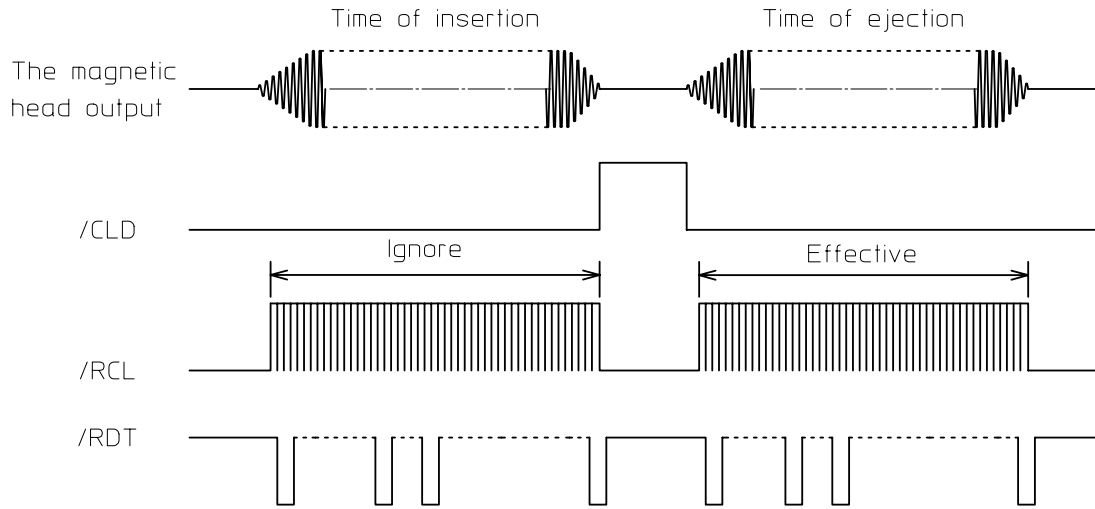 Time of insertion
Time of ejection
The magnetic
head output
/CLD
Ignore
Effective
/RCL
/RDT